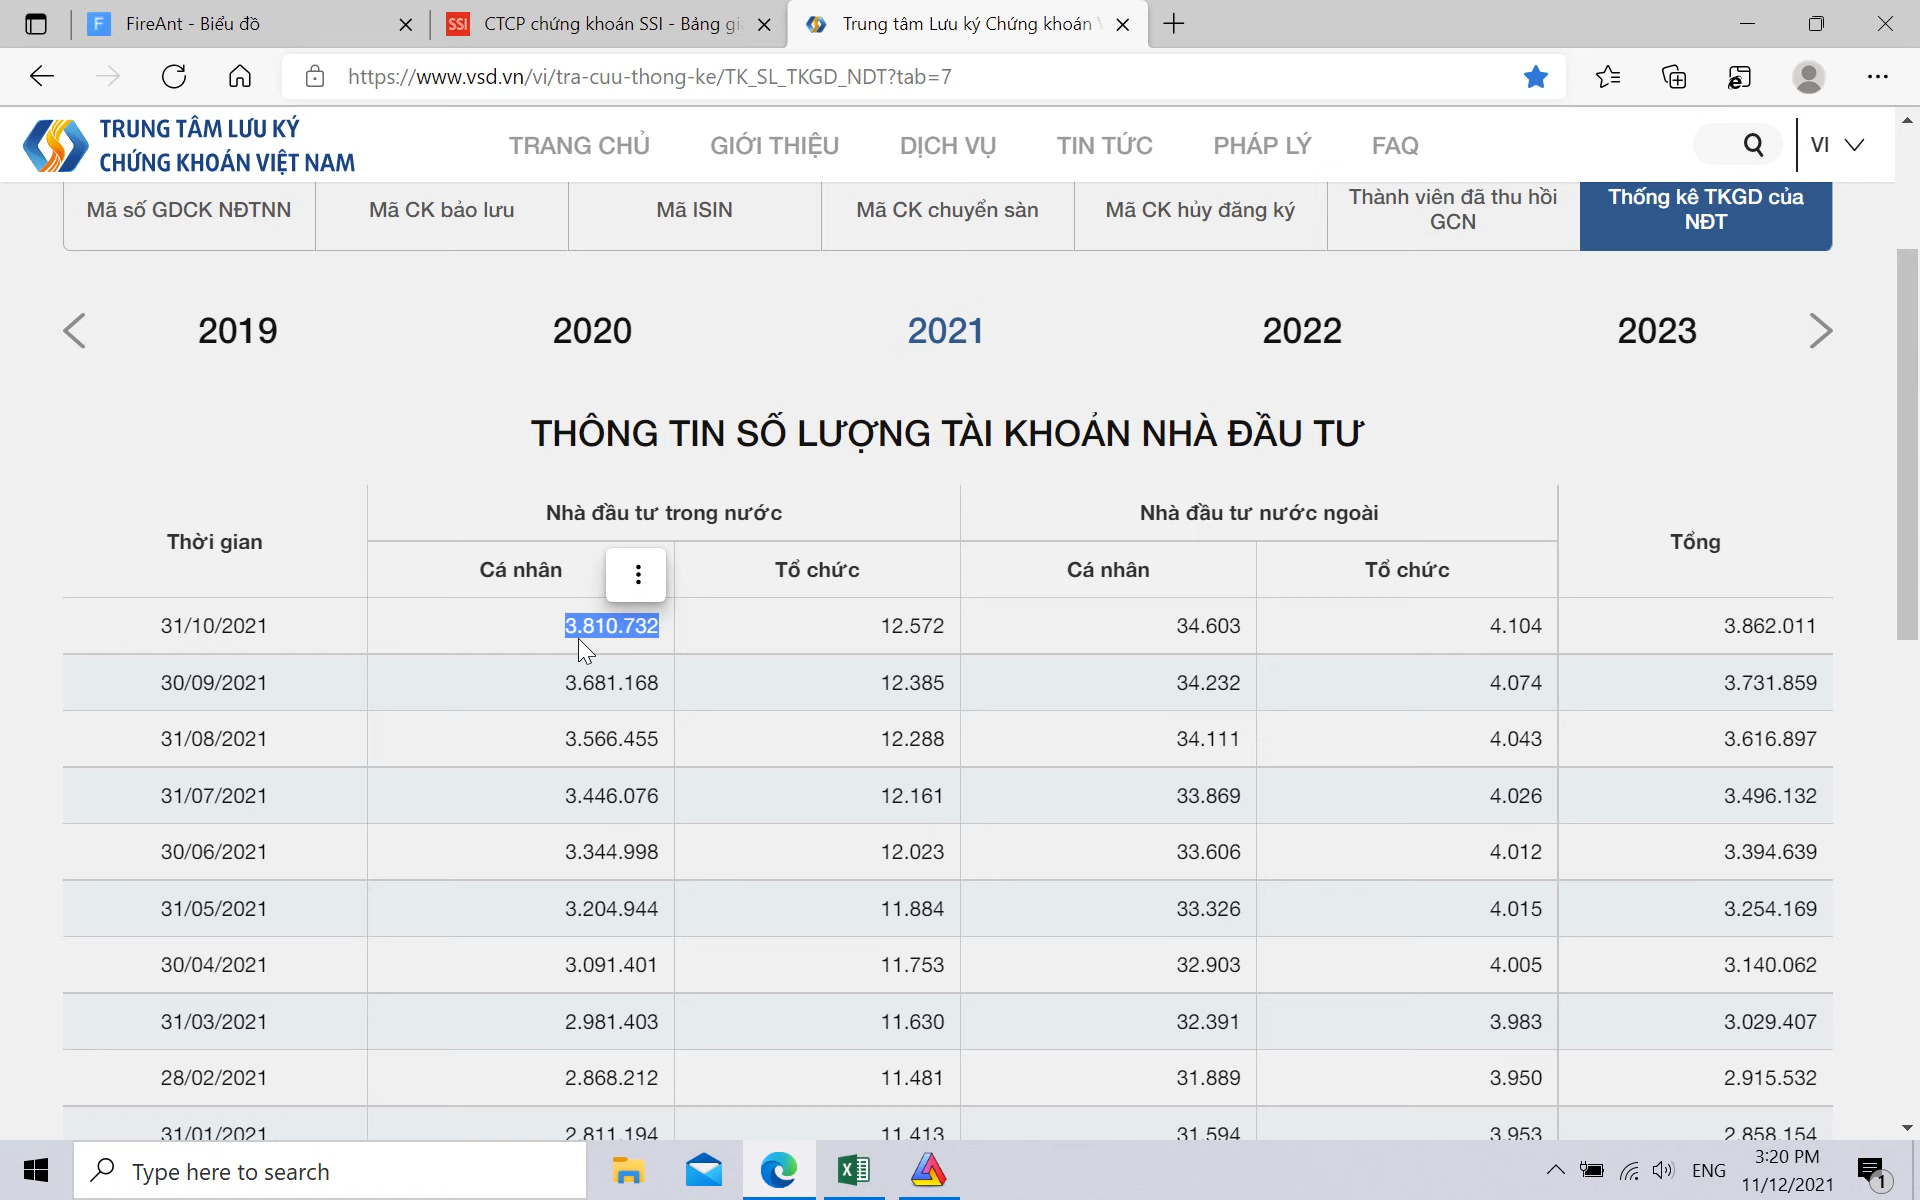 FireAnt - Biểu đồ
SSI CTCP chứng khoán SSI - Bảng gi
Trung tâm Lưu ký Chứng khoán
https://www.vsd.vn/vi/tra-cuu-thong-ke/TK_SL_TKGD_NDT?tab=7
TRUNG TÂM LƯU KÝ
CHỨNG KHOÁN VIỆT NAM
TRANG CHỦ GIỚI THIỆU DỊCH VỤ TIN TỨC PHÁP LÝ FAQ VI
Mã số GDCK NĐTNN Mã CK bảo lưu Mã ISIN Mã CK chuyển sàn Mã CK hủy đăng ký Thành viên đã thu hồi GCN Thống kê TKGD của NĐT
2019 2020 2021 2022 2023
THÔNG TIN SỐ LƯỢNG TÀI KHOẢN NHÀ ĐẦU TƯ
Thời gian Nhà đầu tư trong nước Nhà đầu tư nước ngoài Tổng
Cá nhân Tổ chức Cá nhân Tổ chức
31/10/2021 3.810.732 12.572 34.603 4.104 3.862.011
30/09/2021 3.681.168 12.385 34.232 4.074 3.731.859
31/08/2021 3.566.455 12.288 34.111 4.043 3.616.897
31/07/2021 3.446.076 12.161 33.869 4.026 3.496.132
30/06/2021 3.344.998 12.023 33.606 4.012 3.394.639
31/05/2021 3.204.944 11.884 33.326 4.015 3.254.169
30/04/2021 3.091.401 11.753 32.903 4.005 3.140.062
31/03/2021 2.981.403 11.630 32.391 3.983 3.029.407
28/02/2021 2.868.212 11.481 31.889 3.950 2.915.532
31/01/2021 2.811.194 11.413 31.594 3.953 2.858.154
Type here to search
ENG
3:20 PM
11/12/2021
1